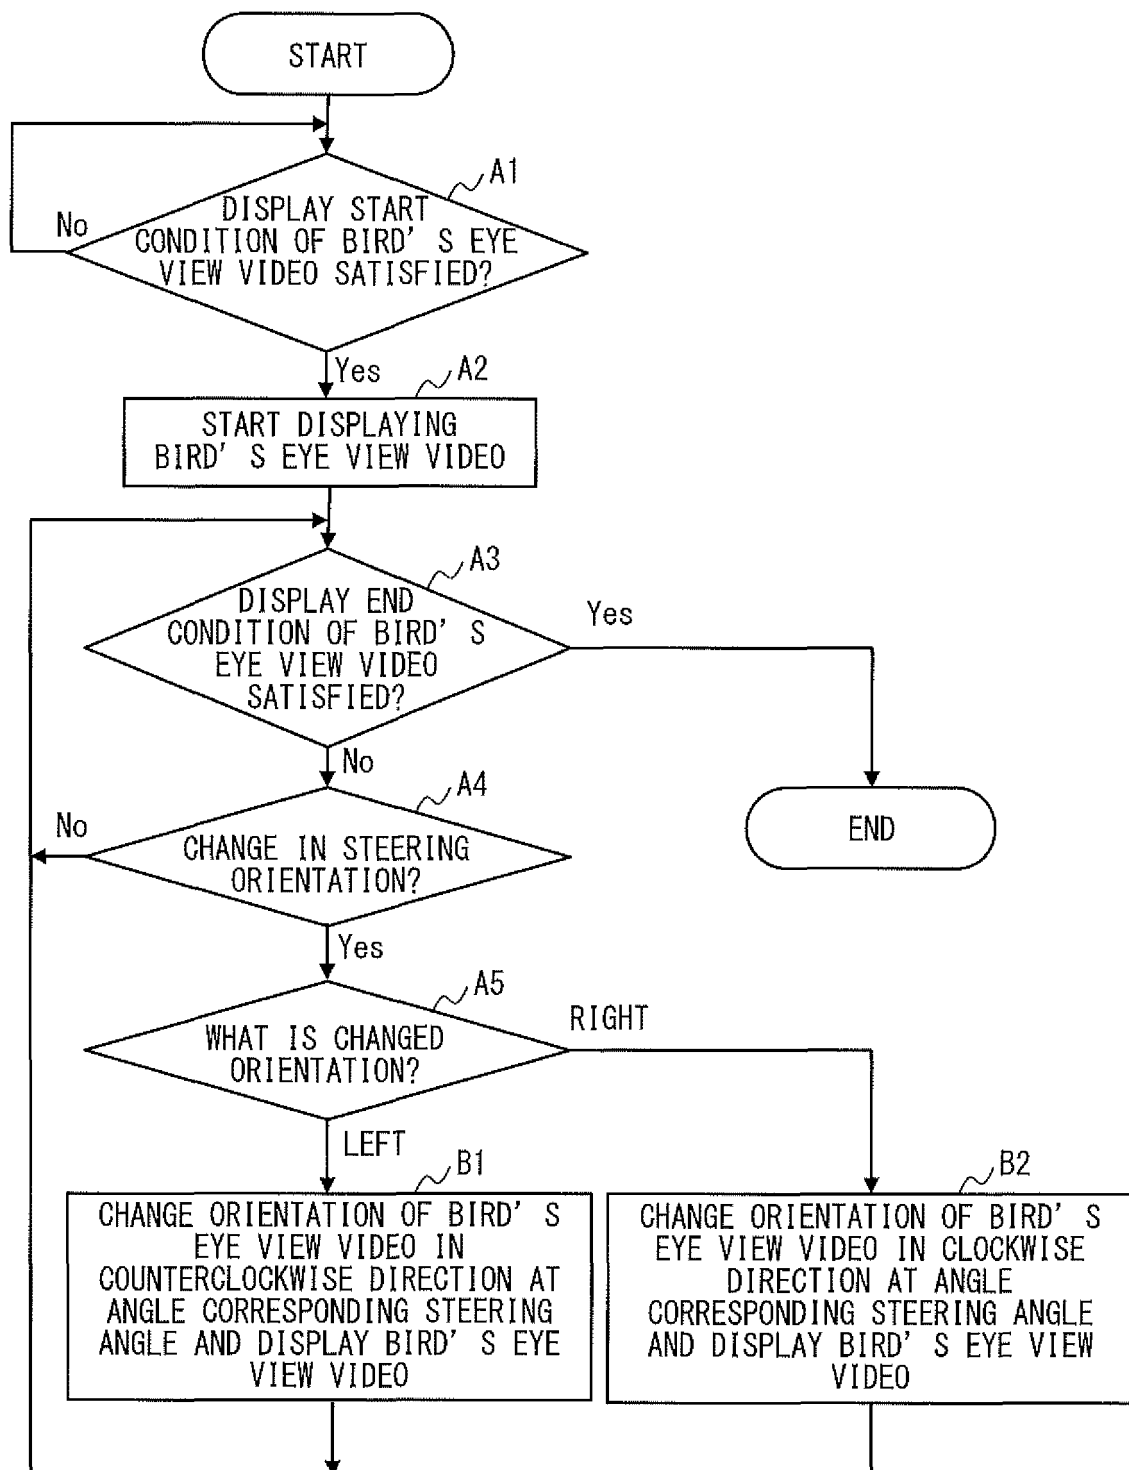 START
A1
DISPLAY START
CONDITION OF BIRD' S EYE
VIEW VIDEO SATISFIED?
No
Yes
A2
START DISPLAYING
BIRD' S EYE VIEW VIDEO
A3
DISPLAY END
CONDITION OF BIRD' S
EYE VIEW VIDEO
SATISFIED?
Yes
No
END
A4
CHANGE IN STEERING
ORIENTATION?
No
Yes
A5
WHAT IS CHANGED
ORIENTATION?
RIGHT
LEFT
B1
CHANGE ORIENTATION OF BIRD' S
EYE VIEW VIDEO IN
COUNTERCLOCKWISE DIRECTION AT
ANGLE CORRESPONDING STEERING
ANGLE AND DISPLAY BIRD' S EYE
VIEW VIDEO
B2
CHANGE ORIENTATION OF BIRD' S
EYE VIEW VIDEO IN CLOCKWISE
DIRECTION AT ANGLE
CORRESPONDING STEERING ANGLE
AND DISPLAY BIRD' S EYE VIEW
VIDEO